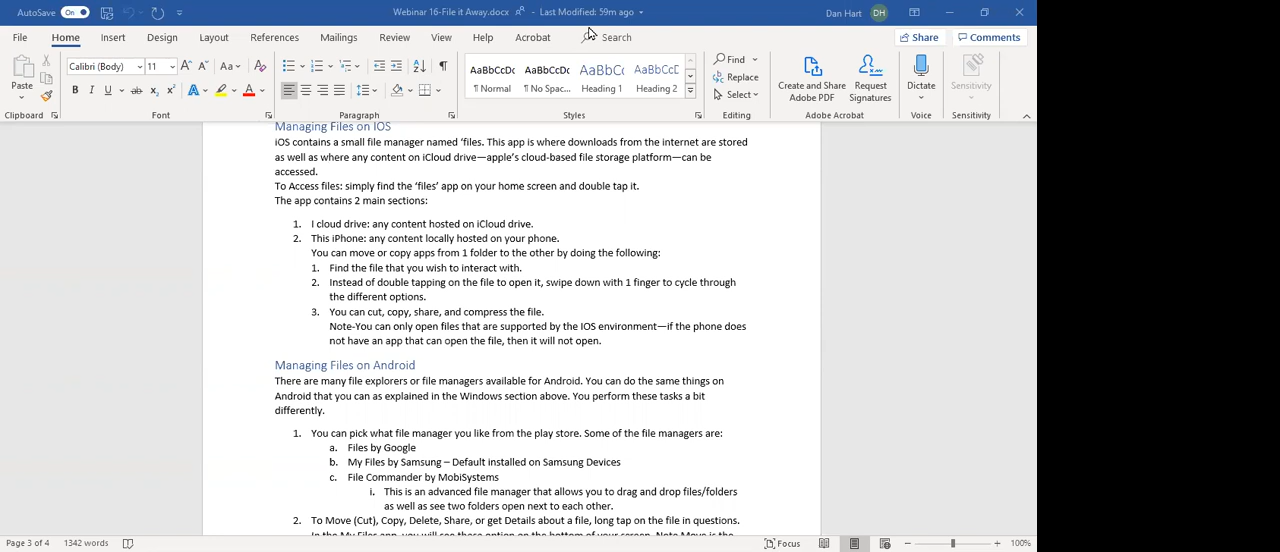 AutoSave On Webinar 16-File it Away.docx - Last Modified: 59m ago Dan Hart DH
File Home Insert Design Layout References Mailings Review View Help Acrobat Search Share Comments
Calibri (Body) 11 A A Aa A AaBbCcDc AaBbCcDc AaBbC AaBbCcD Find
Paste B I U ab x₂ x² A A ¶ Normal ¶ No Spac... Heading 1 Heading 2 Replace Create and Share Adobe PDF Request Signatures Dictate Sensitivity
Select
Clipboard Font Paragraph Styles Editing Adobe Acrobat Voice Sensitivity
Managing Files on IOS
iOS contains a small file manager named 'files. This app is where downloads from the internet are stored
as well as where any content on iCloud drive—apple's cloud-based file storage platform—can be
accessed.
To Access files: simply find the 'files' app on your home screen and double tap it.
The app contains 2 main sections:
1. I cloud drive: any content hosted on iCloud drive.
2. This iPhone: any content locally hosted on your phone.
You can move or copy apps from 1 folder to the other by doing the following:
1. Find the file that you wish to interact with.
2. Instead of double tapping on the file to open it, swipe down with 1 finger to cycle through
the different options.
3. You can cut, copy, share, and compress the file.
Note-You can only open files that are supported by the IOS environment—if the phone does
not have an app that can open the file, then it will not open.
Managing Files on Android
There are many file explorers or file managers available for Android. You can do the same things on
Android that you can as explained in the Windows section above. You perform these tasks a bit
differently.
1. You can pick what file manager you like from the play store. Some of the file managers are:
a. Files by Google
b. My Files by Samsung – Default installed on Samsung Devices
c. File Commander by MobiSystems
i. This is an advanced file manager that allows you to drag and drop files/folders
as well as see two folders open next to each other.
2. To Move (Cut), Copy, Delete, Share, or get Details about a file, long tap on the file in questions.
In the My Files app, you will see these option on the bottom of your screen. Note Move is the
Page 3 of 4 1342 words Focus 100%